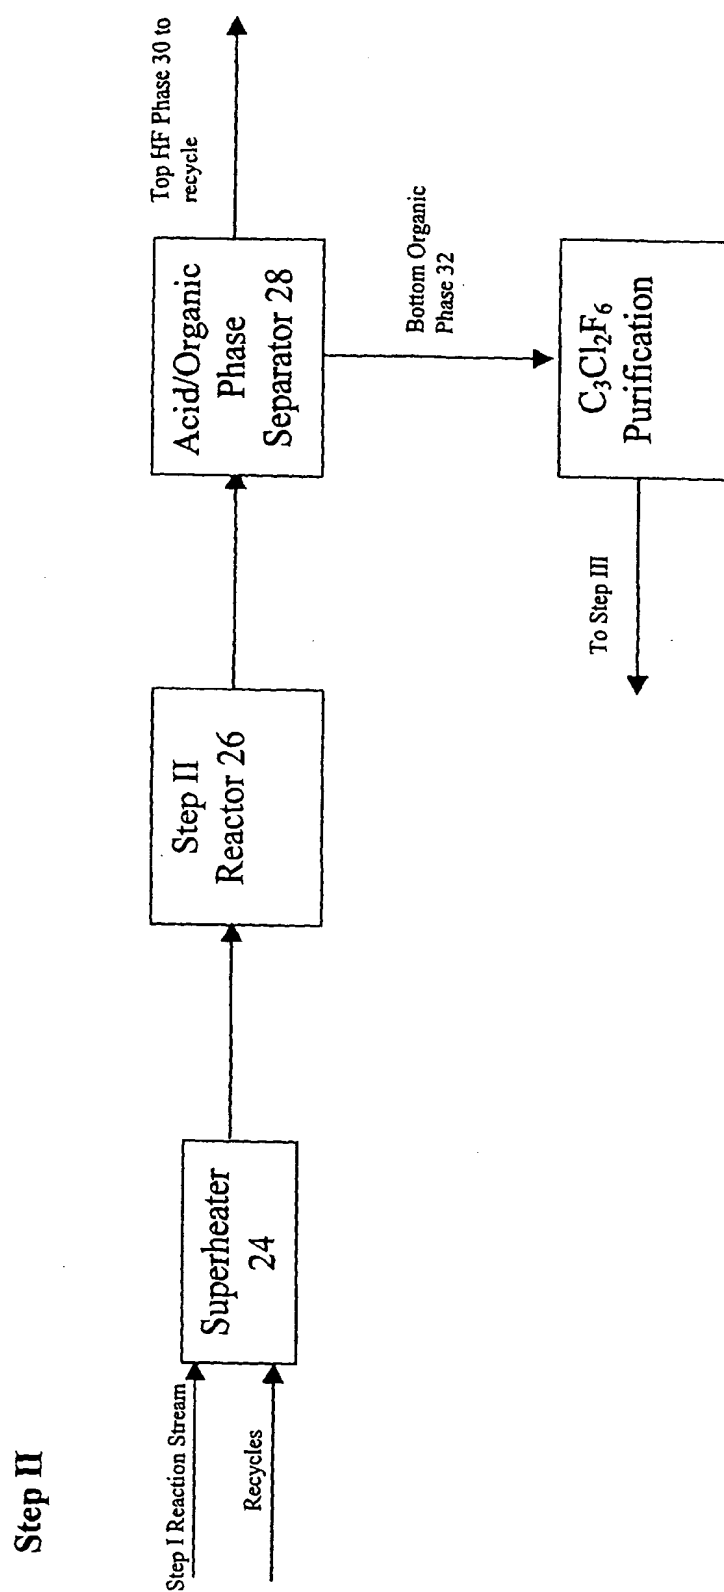 Step II
Step I Reaction Stream
Recycles
Superheater
24
Step II
Reactor 26
Acid/Organic
Phase
Separator 28
Top HF Phase 30 to
recycle
Bottom Organic
Phase 32
C₃Cl₂F₆
Purification
To Step III